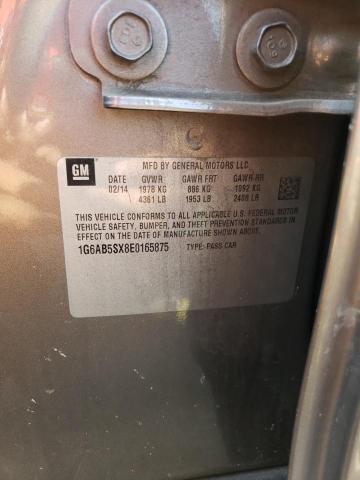 GM
MFD BY GENERAL MOTORS LLC
DATE GVWR GAWR FRT GAWR RR
02/14 1978 KG 886 KG 1092 KG
4361 LB 1953 LB 2408 LB
THIS VEHICLE CONFORMS TO ALL APPLICABLE U.S. FEDERAL MOTOR
VEHICLE SAFETY, BUMPER, AND THEFT PREVENTION STANDARDS
IN EFFECT ON THE DATE OF MANUFACTURE SHOWN ABOVE.
1G6AB5SX8E0165875 TYPE: PASS CAR